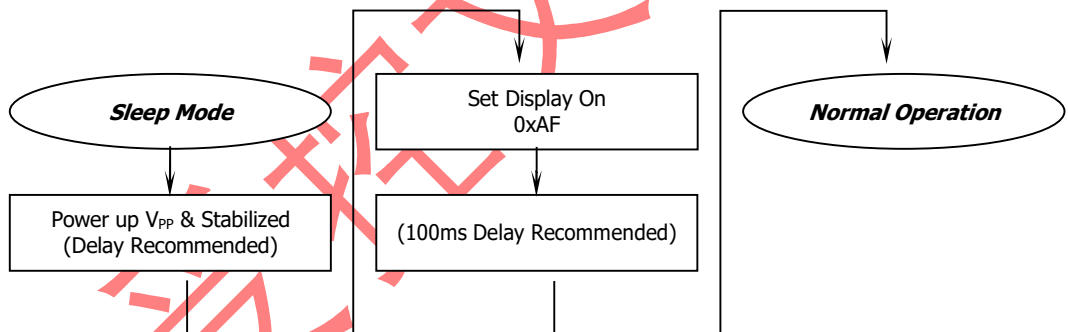 Sleep Mode
Power up VPP & Stabilized
(Delay Recommended)
Set Display On
0xAF
(100ms Delay Recommended)
Normal Operation